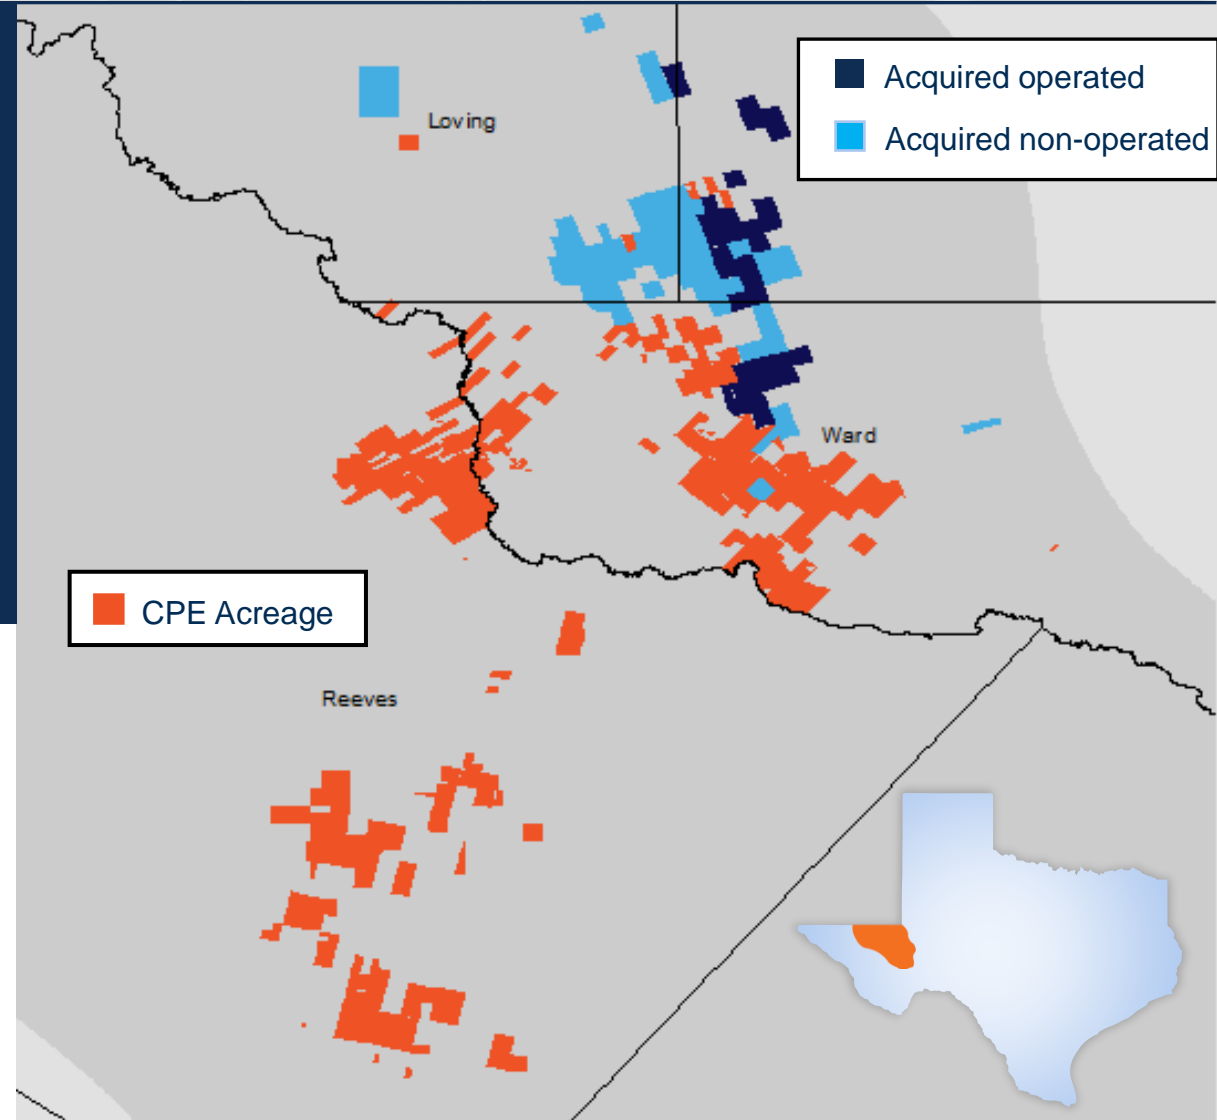 Acquired operated
Loving
Acquired non-operated
Ward
CPE Acreage
Reeves